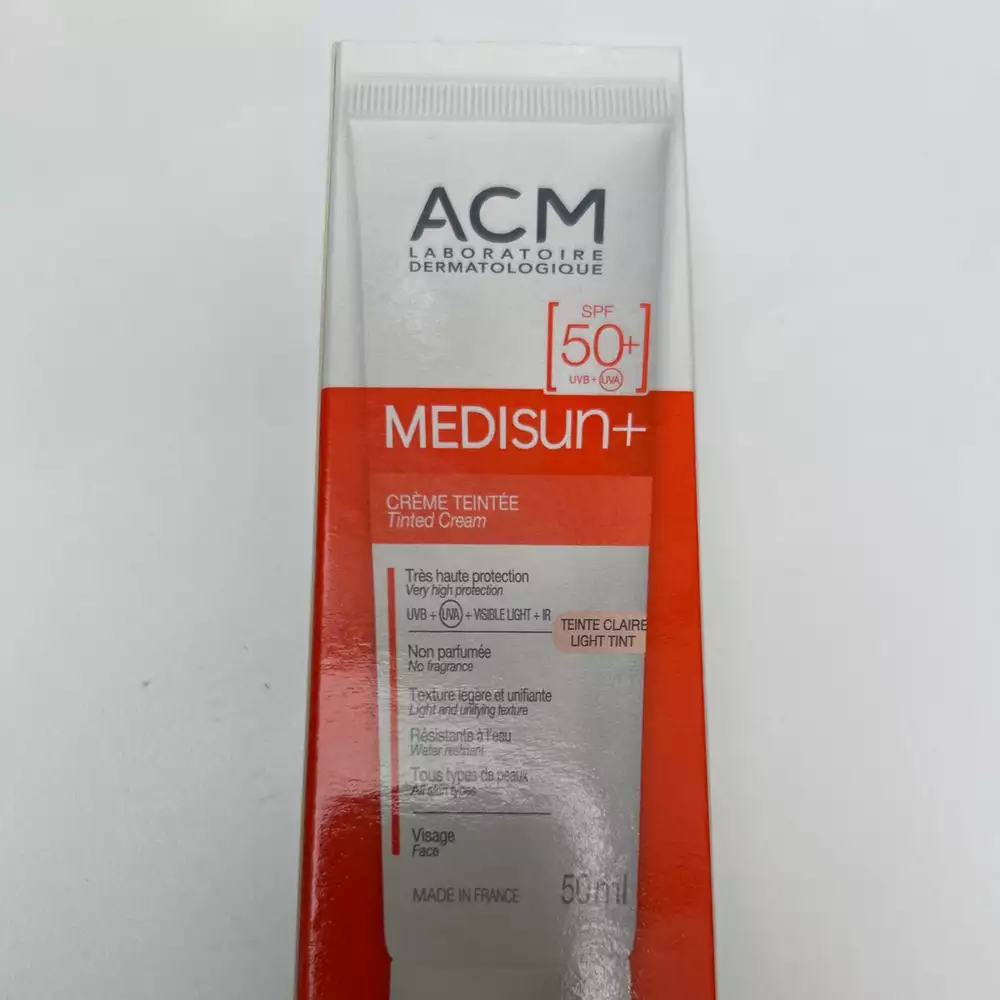 ACM
LABORATOIRE
DERMATOLOGIQUE
SPF
50+
UVB + UVA
MEDISUN+
CRÈME TEINTÉE
Tinted Cream
Très haute protection
Very high protection
UVB + UVA + VISIBLE LIGHT + IR
TEINTE CLAIRE
LIGHT TINT
Non parfumée
No fragrance
Texture légère et unifiante
Light and unifying texture
Résistante à l'eau
Water resistant
Tous types de peaux
All skin types
Visage
Face
MADE IN FRANCE
50 ml